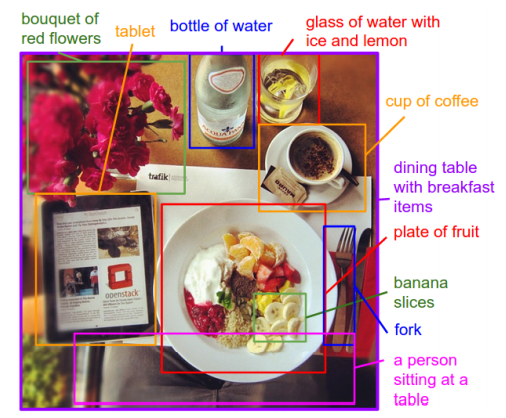 bouquet of
red flowers
tablet
bottle of water
glass of water with
ice and lemon
cup of coffee
dining table
with breakfast
items
plate of fruit
banana
slices
fork
a person
sitting at a
table
trafik
openstack